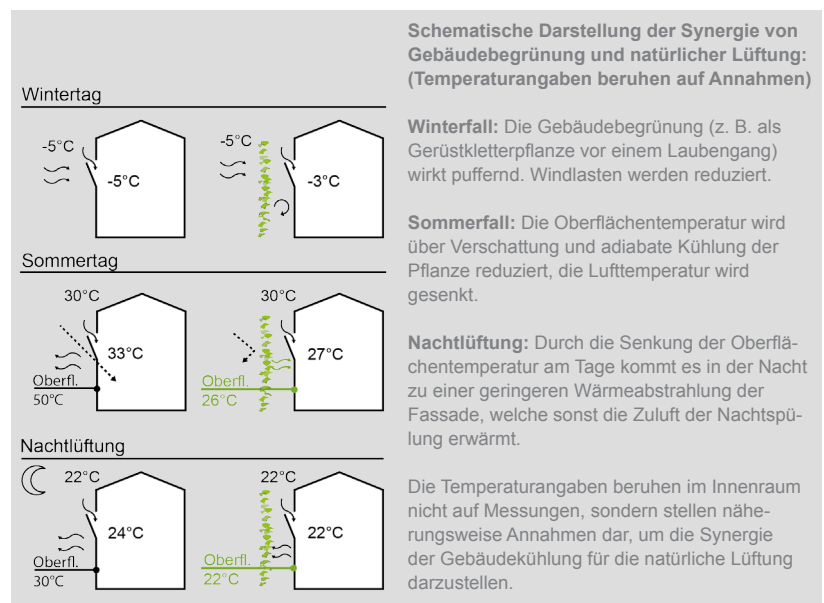 Schematische Darstellung der Synergie von
Gebäudebegrünung und natürlicher Lüftung:
(Temperaturangaben beruhen auf Annahmen)
Wintertag
-5°C
-5°C
-5°C
-3°C
Winterfall: Die Gebäudebegrünung (z. B. als
Gerüstkletterpflanze vor einem Laubengang)
wirkt puffernd. Windlasten werden reduziert.
Sommertag
30°C
33°C
Oberfl.
50°C
30°C
27°C
Oberfl.
26°C
Sommerfall: Die Oberflächentemperatur wird
über Verschattung und adiabate Kühlung der
Pflanze reduziert, die Lufttemperatur wird
gesenkt.
Nachtlüftung: Durch die Senkung der Oberflä-
chentemperatur am Tage kommt es in der Nacht
zu einer geringeren Wärmeabstrahlung der
Fassade, welche sonst die Zuluft der Nachtspü-
lung erwärmt.
Nachtlüftung
22°C
24°C
Oberfl.
30°C
22°C
22°C
Oberfl.
22°C
Die Temperaturangaben beruhen im Innenraum
nicht auf Messungen, sondern stellen nähe-
rungsweise Annahmen dar, um die Synergie
der Gebäudekühlung für die natürliche Lüftung
darzustellen.